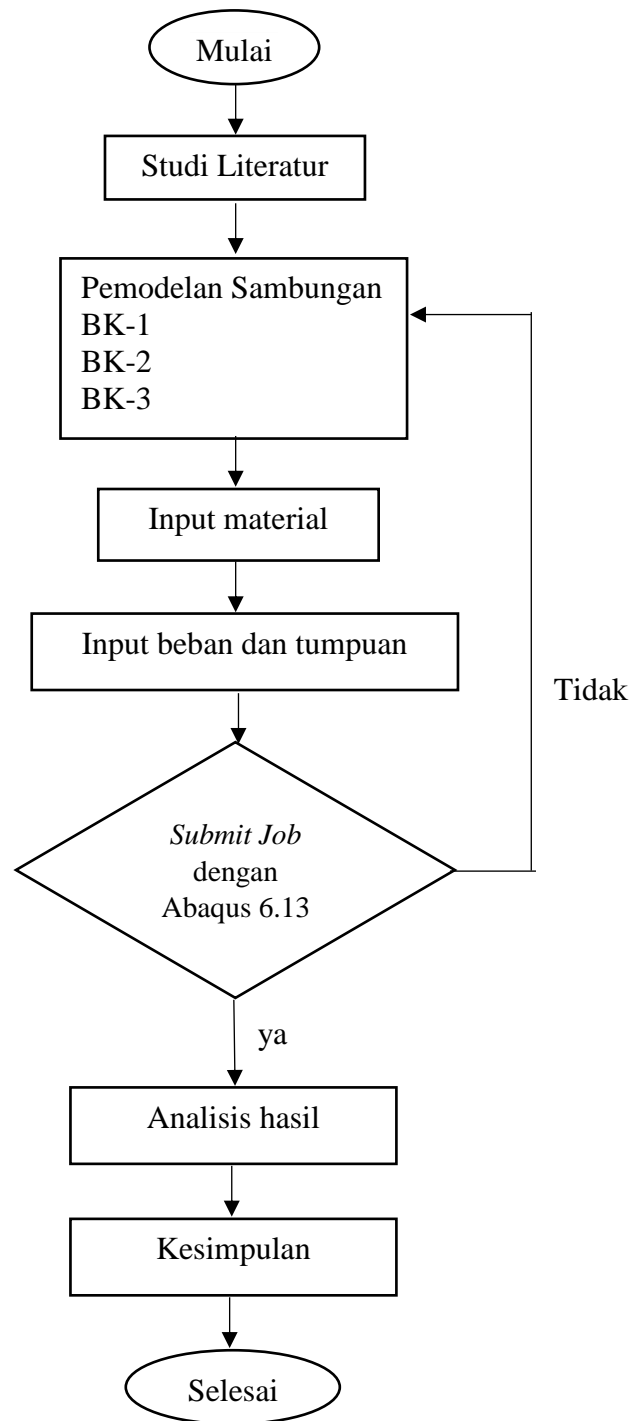 Mulai
Studi Literatur
Pemodelan Sambungan
BK-1
BK-2
BK-3
Input material
Input beban dan tumpuan
Tidak
Submit Job
dengan
Abaqus 6.13
ya
Analisis hasil
Kesimpulan
Selesai